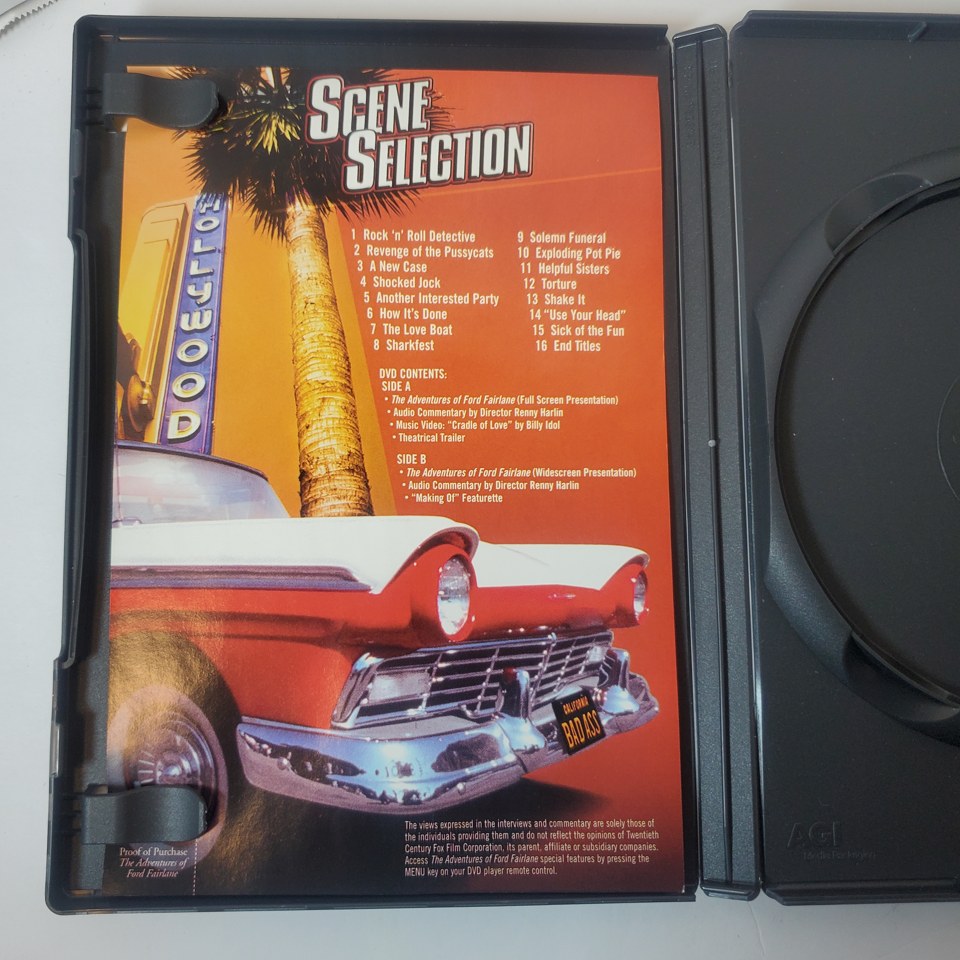 SCENE
SELECTION
HOLLYWOOD
1 Rock 'n' Roll Detective
2 Revenge of the Pussycats
3 A New Case
4 Shocked Jock
5 Another Interested Party
6 How It's Done
7 The Love Boat
8 Sharkfest
9 Solemn Funeral
10 Exploding Pot Pie
11 Helpful Sisters
12 Torture
13 Shake It
14 "Use Your Head"
15 Sick of the Fun
16 End Titles
DVD CONTENTS:
SIDE A
• The Adventures of Ford Fairlane (Full Screen Presentation)
• Audio Commentary by Director Renny Harlin
• Music Video: "Cradle of Love" by Billy Idol
• Theatrical Trailer
SIDE B
• The Adventures of Ford Fairlane (Widescreen Presentation)
• Audio Commentary by Director Renny Harlin
• "Making Of" Featurette
CALIFORNIA
BAD ASS
The views expressed in the interviews and commentary are solely those of
the individuals providing them and do not reflect the opinions of Twentieth
Century Fox Film Corporation, its parent, affiliate or subsidiary companies.
Access The Adventures of Ford Fairlane special features by pressing the
MENU key on your DVD player remote control.
Proof of Purchase
The Adventures of
Ford Fairlane
AGI
Media Packaging